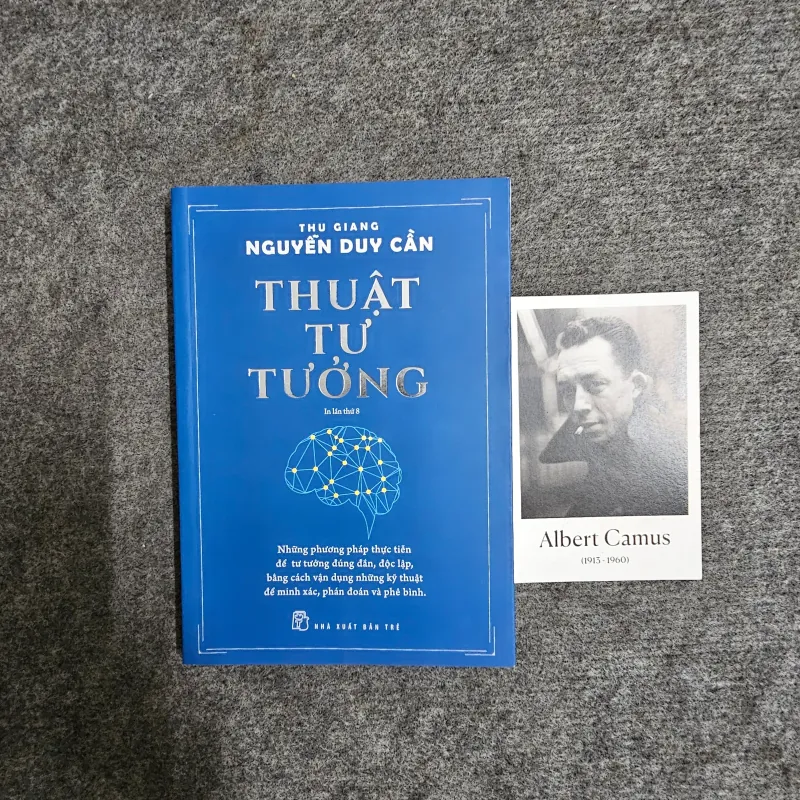 THU GIANG
NGUYỄN DUY CẦN
THUẬT
TƯ
TƯỞNG
In lần thứ 8
Những phương pháp thực tiễn
để tư tưởng đúng đắn, độc lập,
bằng cách vận dụng những kỹ thuật
để minh xác, phán đoán và phê bình.
NHÀ XUẤT BẢN TRẺ
Albert Camus
(1913-1960)